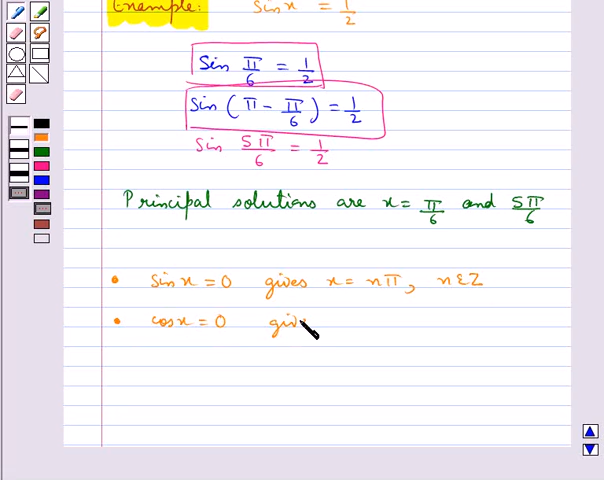 Example: Sin x = 1/2
Sin π/6 = 1/2
Sin (π - π/6) = 1/2
Sin 5π/6 = 1/2
Principal solutions are x = π/6 and 5π/6
• sin x = 0 gives x = nπ, n ε Z
• cos x = 0 giv